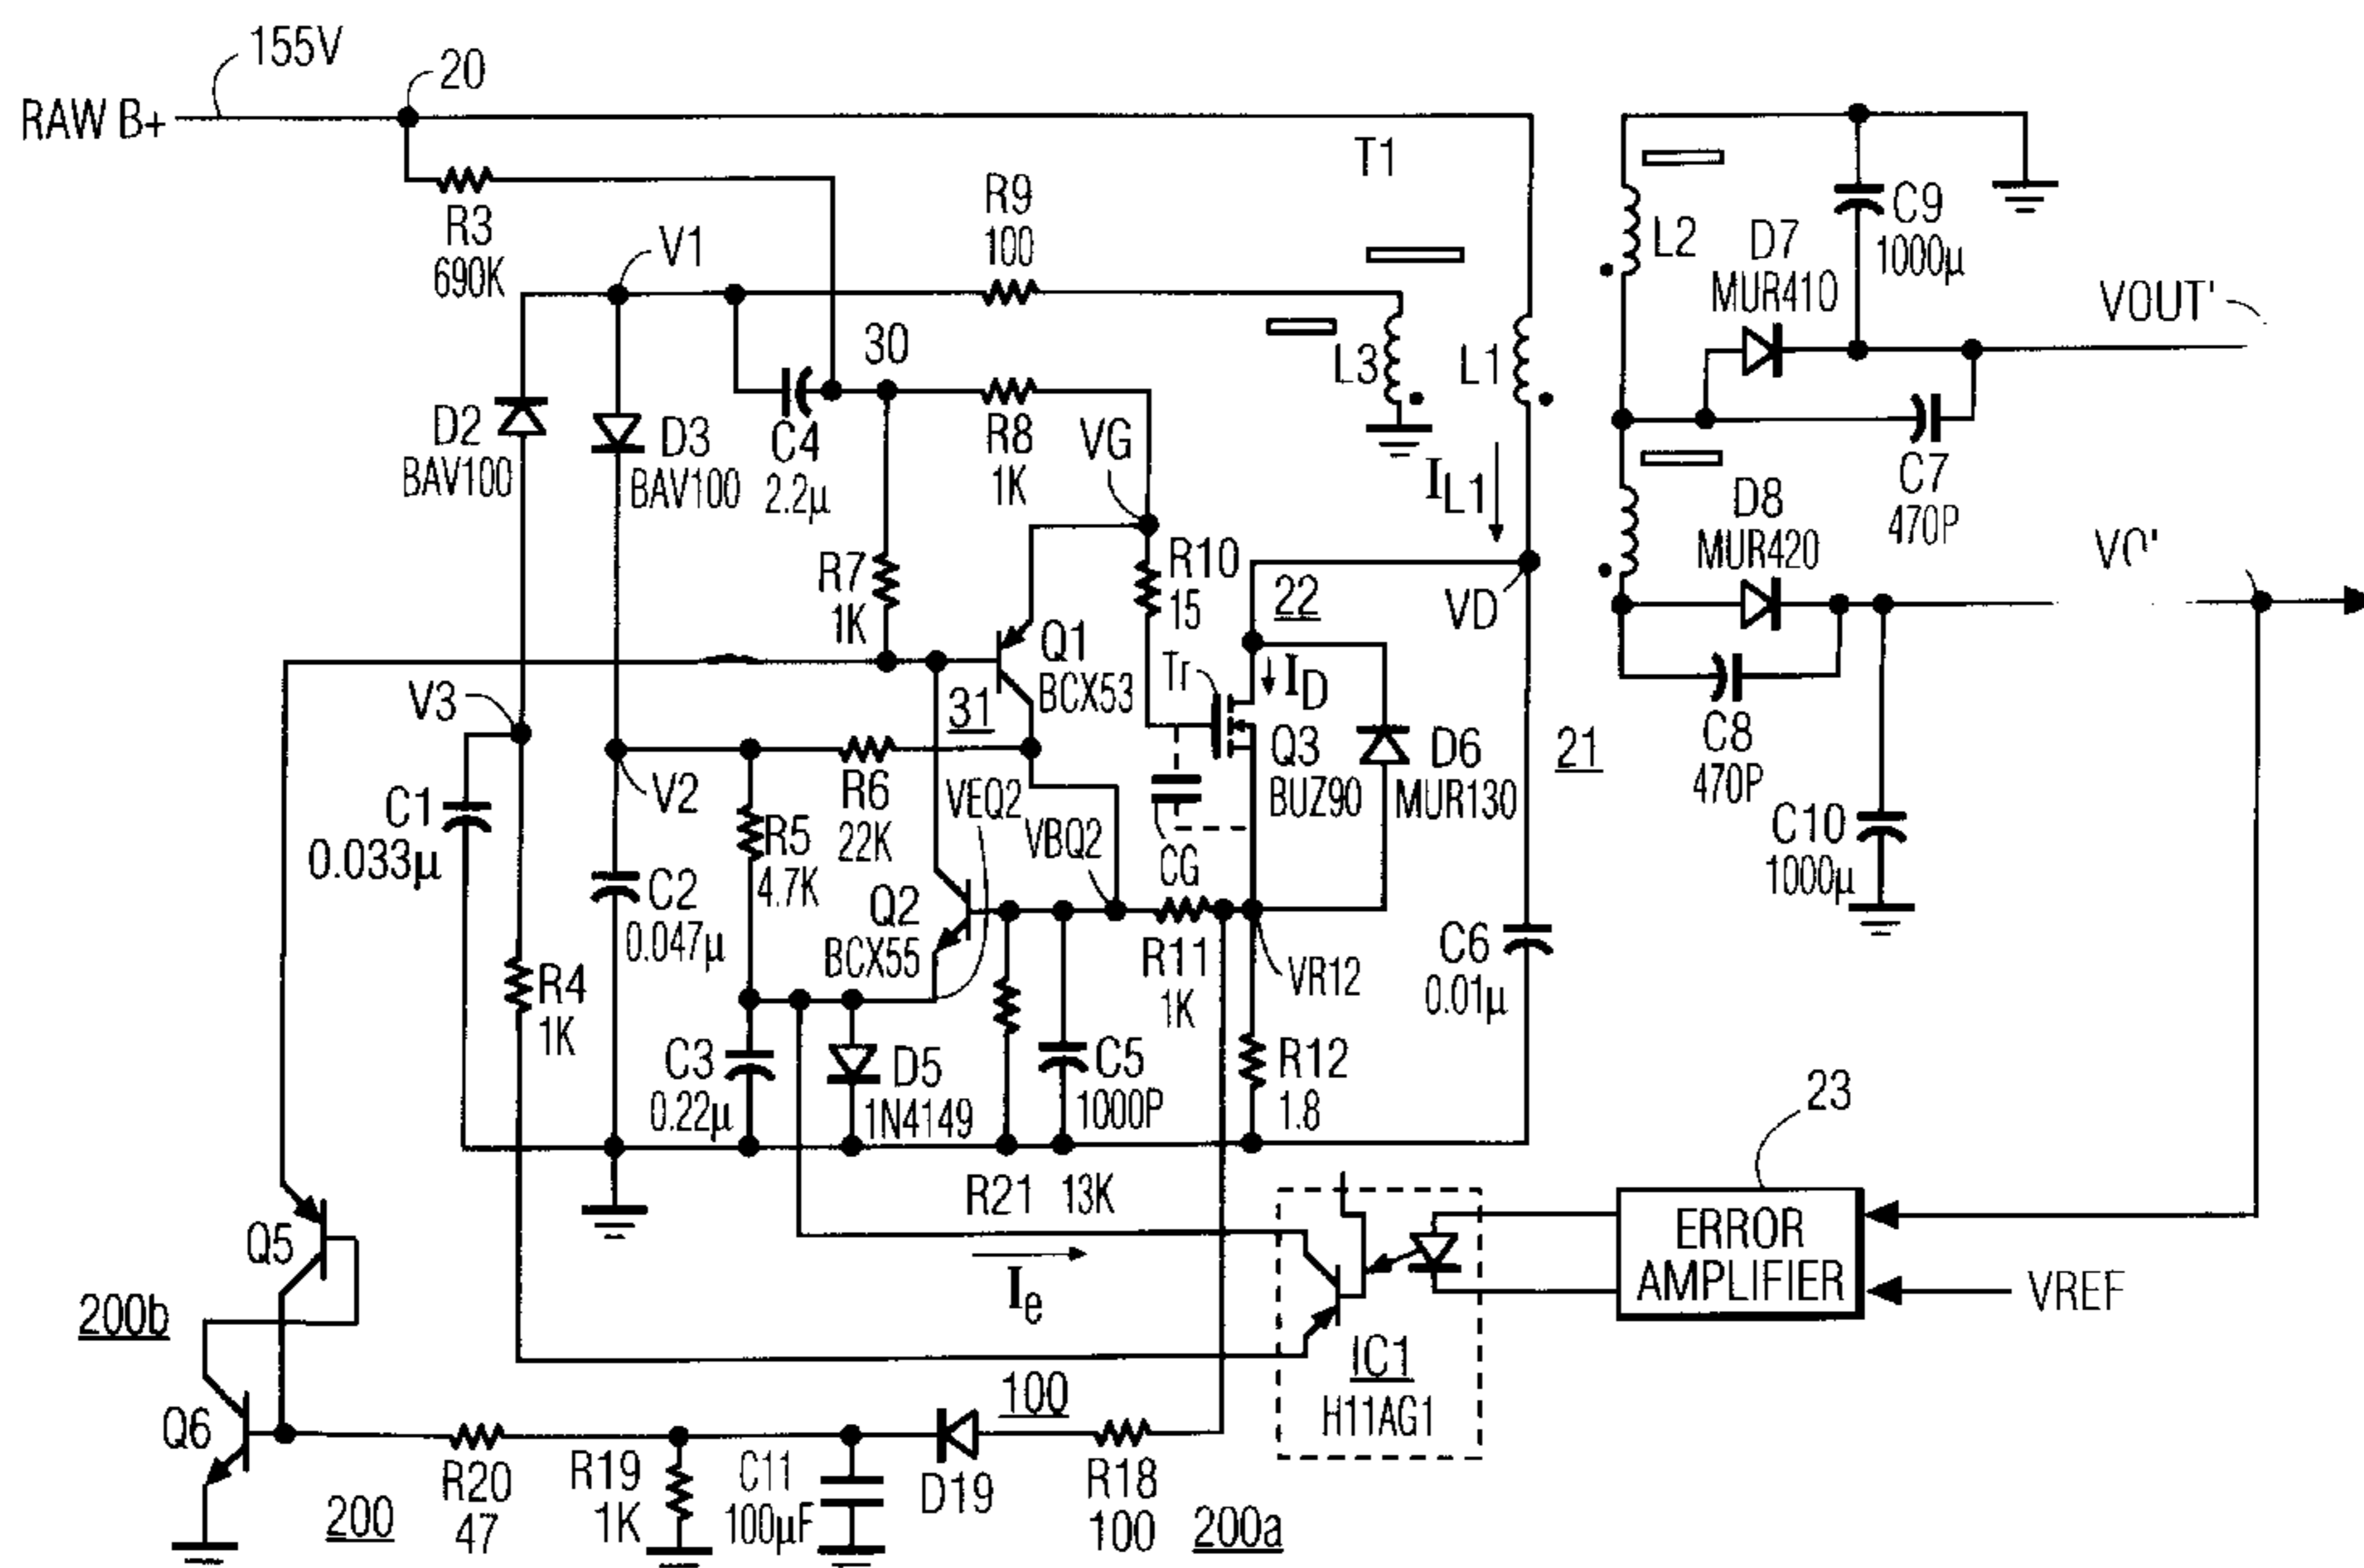 155V
20
RAW B+
T1
R3
690K
V1
R9
100
L2
C9
1000µ
D7
MUR410
VOUT'
30
L3
L1
D2
BAV100
D3
BAV100
C4
2.2µ
R8
1K
VG
I L1
C7
470P
D8
MUR420
R7
1K
R10
15
22
VD
Q1
BCX53
Tr
I D
V3
31
Q3
BUZ90
D6
MUR130
21
C8
470P
V2
R6
22K
VEQ2
VBQ2
C1
0.033µ
R5
4.7K
CG
C10
1000µ
C2
0.047µ
Q2
BCX55
R11
1K
VR12
C6
0.01µ
R4
1K
C3
0.22µ
D5
1N4149
C5
1000P
R12
1.8
23
R21 13K
Q5
I e
ERROR
AMPLIFIER
VREF
200b
IC1
H11AG1
100
Q6
R20
47
R19
1K
C11
100µF
D19
R18
100
200
200a